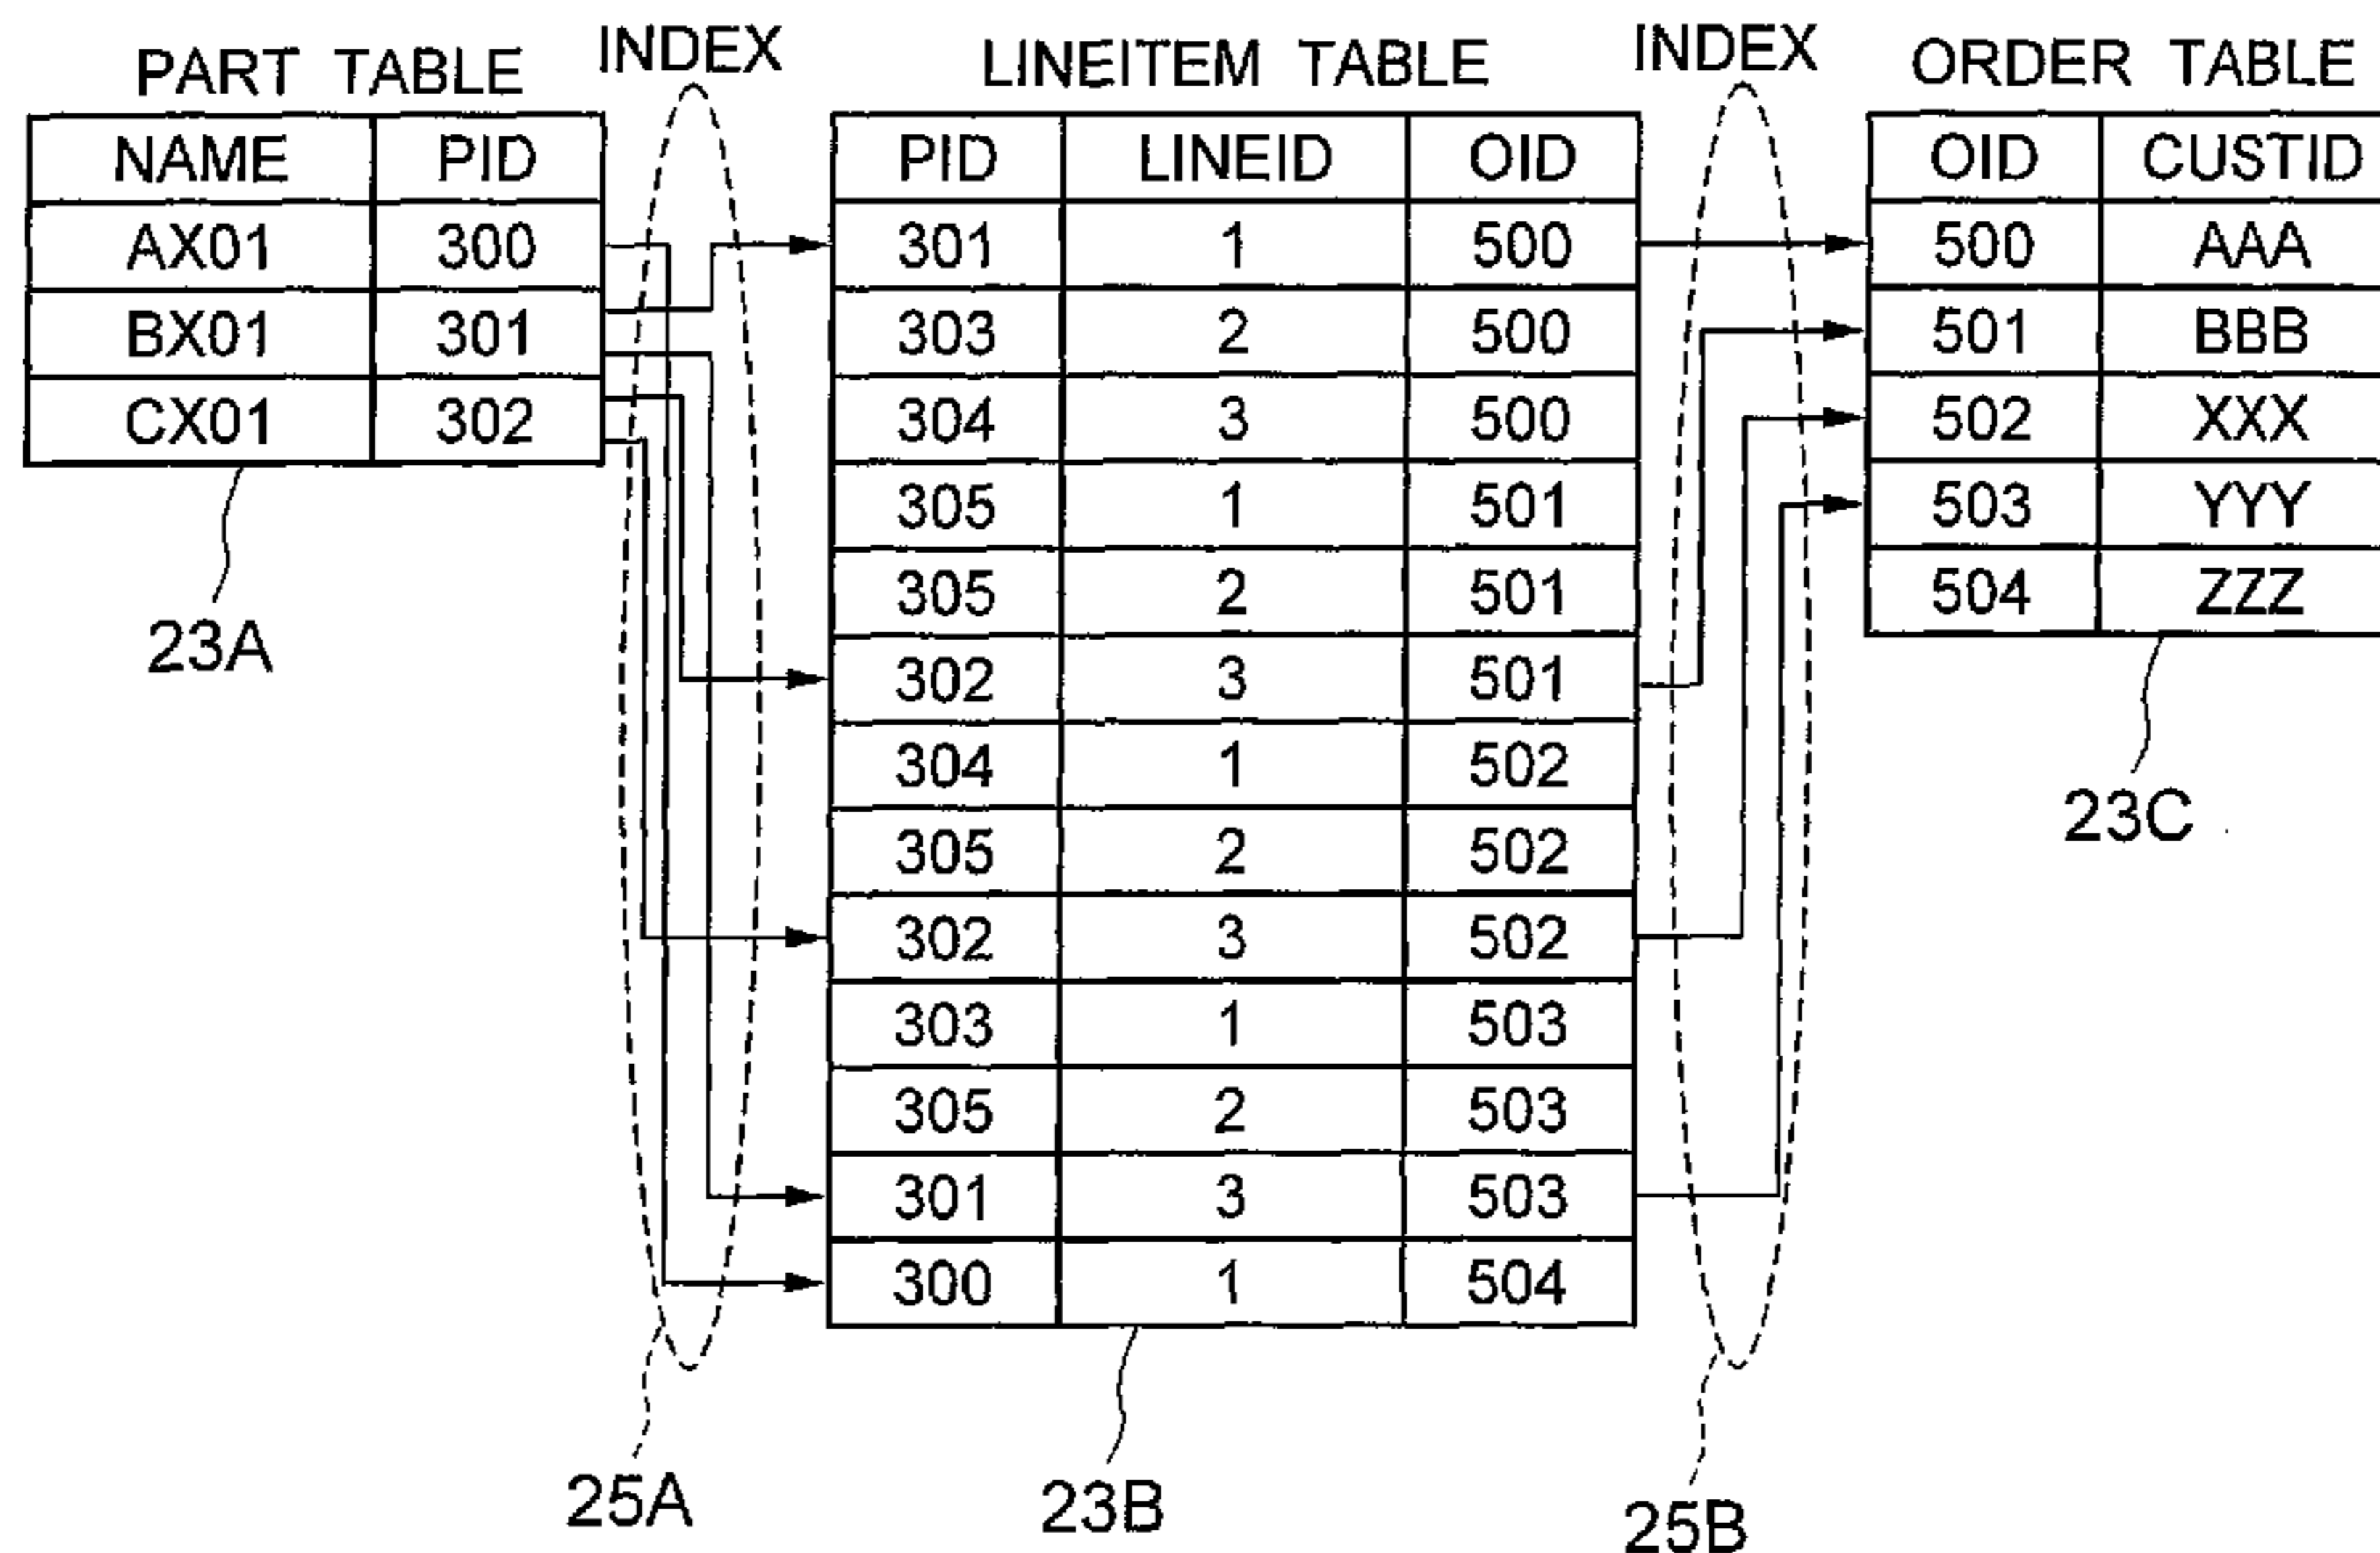 PART TABLE
NAME PID
AX01 300
BX01 301
CX01 302
23A
INDEX
25A
LINEITEM TABLE
PID LINEID OID
301 1 500
303 2 500
304 3 500
305 1 501
305 2 501
302 3 501
304 1 502
305 2 502
302 3 502
303 1 503
305 2 503
301 3 503
300 1 504
23B
INDEX
25B
ORDER TABLE
OID CUSTID
500 AAA
501 BBB
502 XXX
503 YYY
504 ZZZ
23C